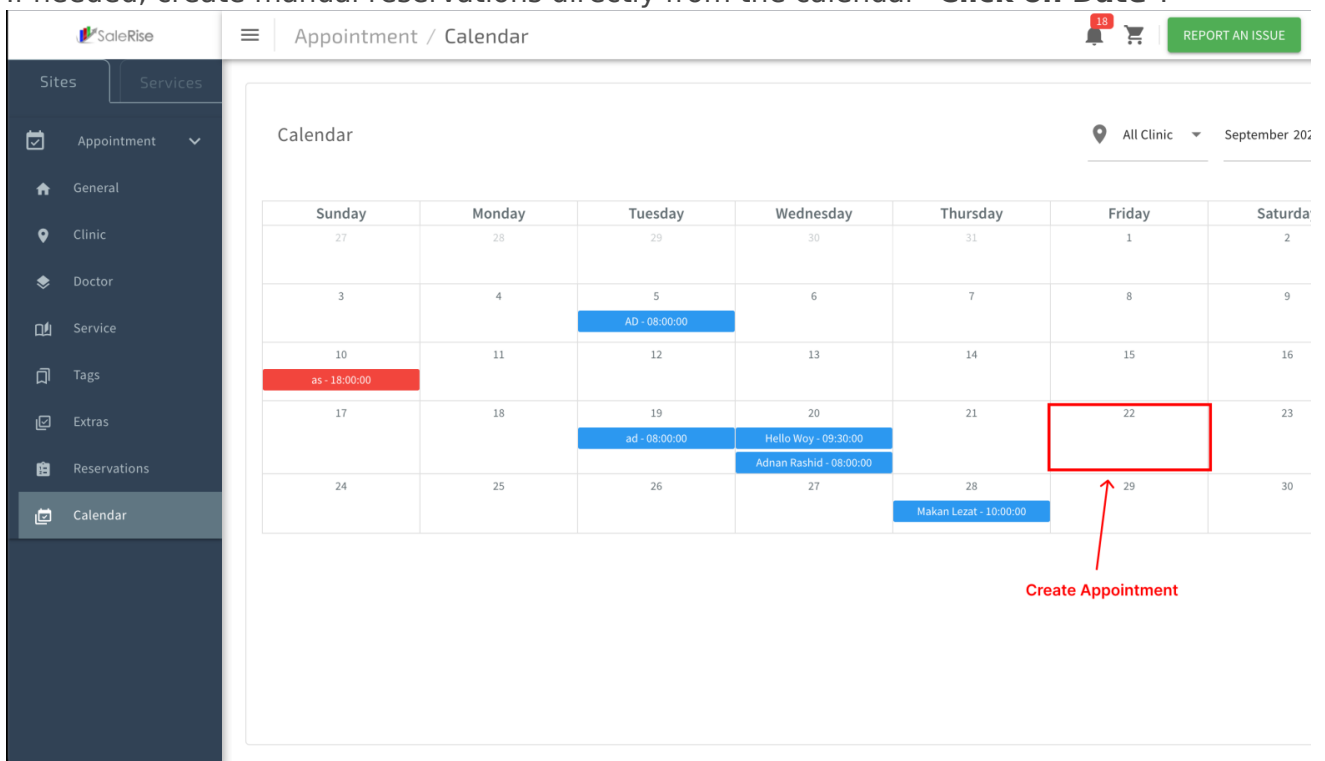 If needed, create manual reservations directly from the calendar "Click on Date".
SaleRise
Appointment / Calendar
18
REPORT AN ISSUE
Sites
Services
Appointment
General
Clinic
Doctor
Service
Tags
Extras
Reservations
Calendar
Calendar
All Clinic
September 202
Sunday Monday Tuesday Wednesday Thursday Friday Saturda
27 28 29 30 31 1 2
3 4 5 6 7 8 9
AD - 08:00:00
10 11 12 13 14 15 16
as - 18:00:00
17 18 19 20 21 22 23
ad - 08:00:00 Hello Woy - 09:30:00
Adnan Rashid - 08:00:00
24 25 26 27 28 29 30
Makan Lezat - 10:00:00
Create Appointment